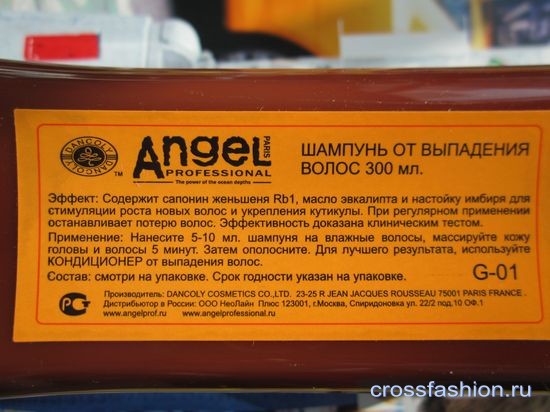 DANCOLY
DANCOLY
TM
Angel
PARIS
PROFESSIONAL
The power of the ocean depths
ШАМПУНЬ ОТ ВЫПАДЕНИЯ
ВОЛОС 300 мл.
Эффект: Содержит сапонин женьшеня Rb1, масло эвкалипта и настойку имбиря для
стимуляции роста новых волос и укрепления кутикулы. При регулярном применении
останавливает потерю волос. Эффективность доказана клиническим тестом.
Применение: Нанесите 5-10 мл. шампуня на влажные волосы, массируйте кожу
головы и волосы 5 минут. Затем ополосните. Для лучшего результата, используйте
КОНДИЦИОНЕР от выпадения волос.
Состав: смотри на упаковке. Срок годности указан на упаковке.
G-01
Производитель: DANCOLY COSMETICS CO.,LTD. 23-25 R JEAN JACQUES ROUSSEAU 75001 PARIS FRANCE .
Дистрибьютор в России: ООО НеоЛайн Плюс 123001, г.Москва, Спиридоновка ул. 22/2 под.10 ОФ.1
www.angelprof.ru www.angelprofessional.ru
crossfashion.ru